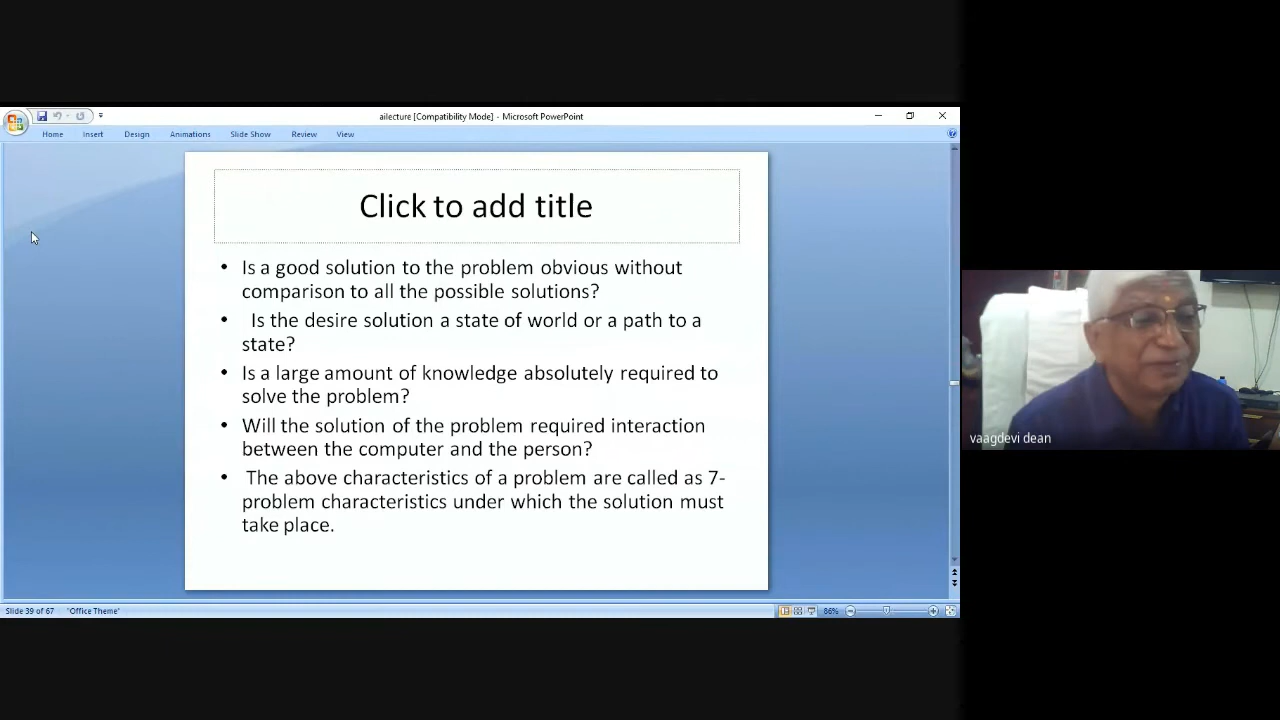 ailecture [Compatibility Mode] - Microsoft PowerPoint
Home Insert Design Animations Slide Show Review View
Click to add title
• Is a good solution to the problem obvious without
comparison to all the possible solutions?
• Is the desire solution a state of world or a path to a
state?
• Is a large amount of knowledge absolutely required to
solve the problem?
• Will the solution of the problem required interaction
between the computer and the person?
• The above characteristics of a problem are called as 7-
problem characteristics under which the solution must
take place.
vaagdevi dean
Slide 39 of 67 "Office Theme" 86%